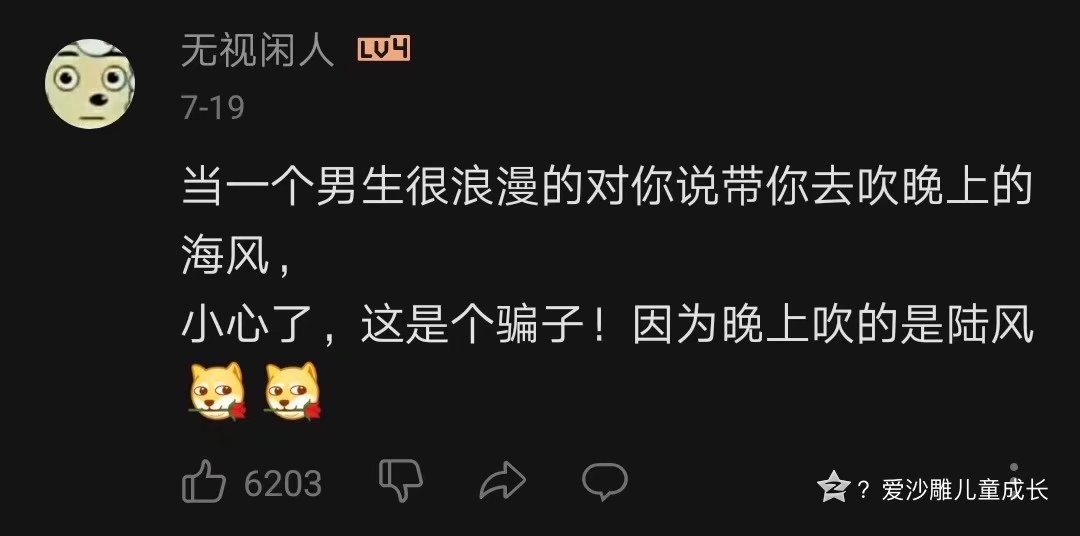 无视闲人 LV4
7-19
当一个男生很浪漫的对你说带你去吹晚上的
海风，
小心了，这是个骗子！因为晚上吹的是陆风
6203
？爱沙雕儿童成长